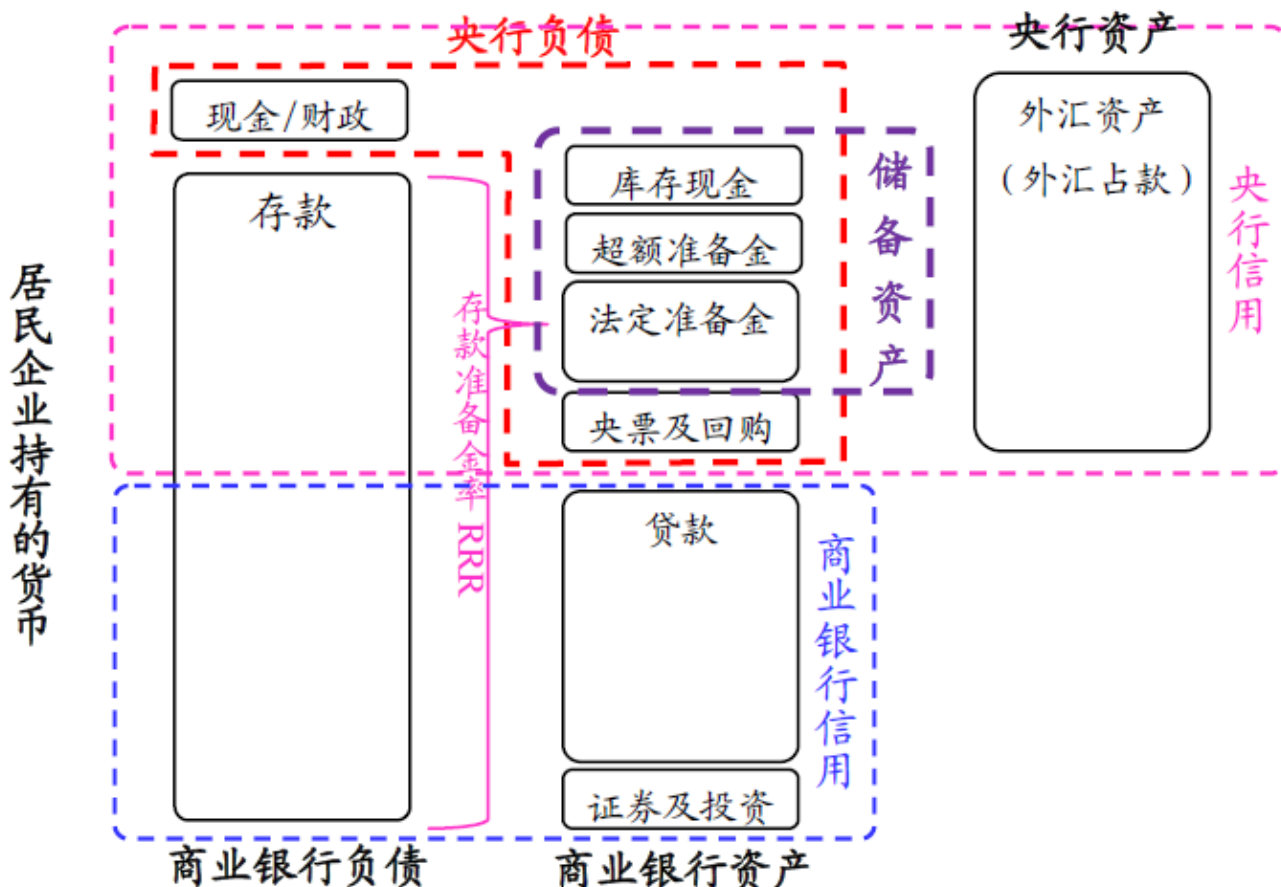 央行负债
央行资产
现金/财政
外汇资产
(外汇占款)
库存现金
储备资产
存款
超额准备金
央行信用
居民企业持有的货币
存款准备金率 RRR
法定准备金
央票及回购
贷款
商业银行信用
证券及投资
商业银行负债
商业银行资产